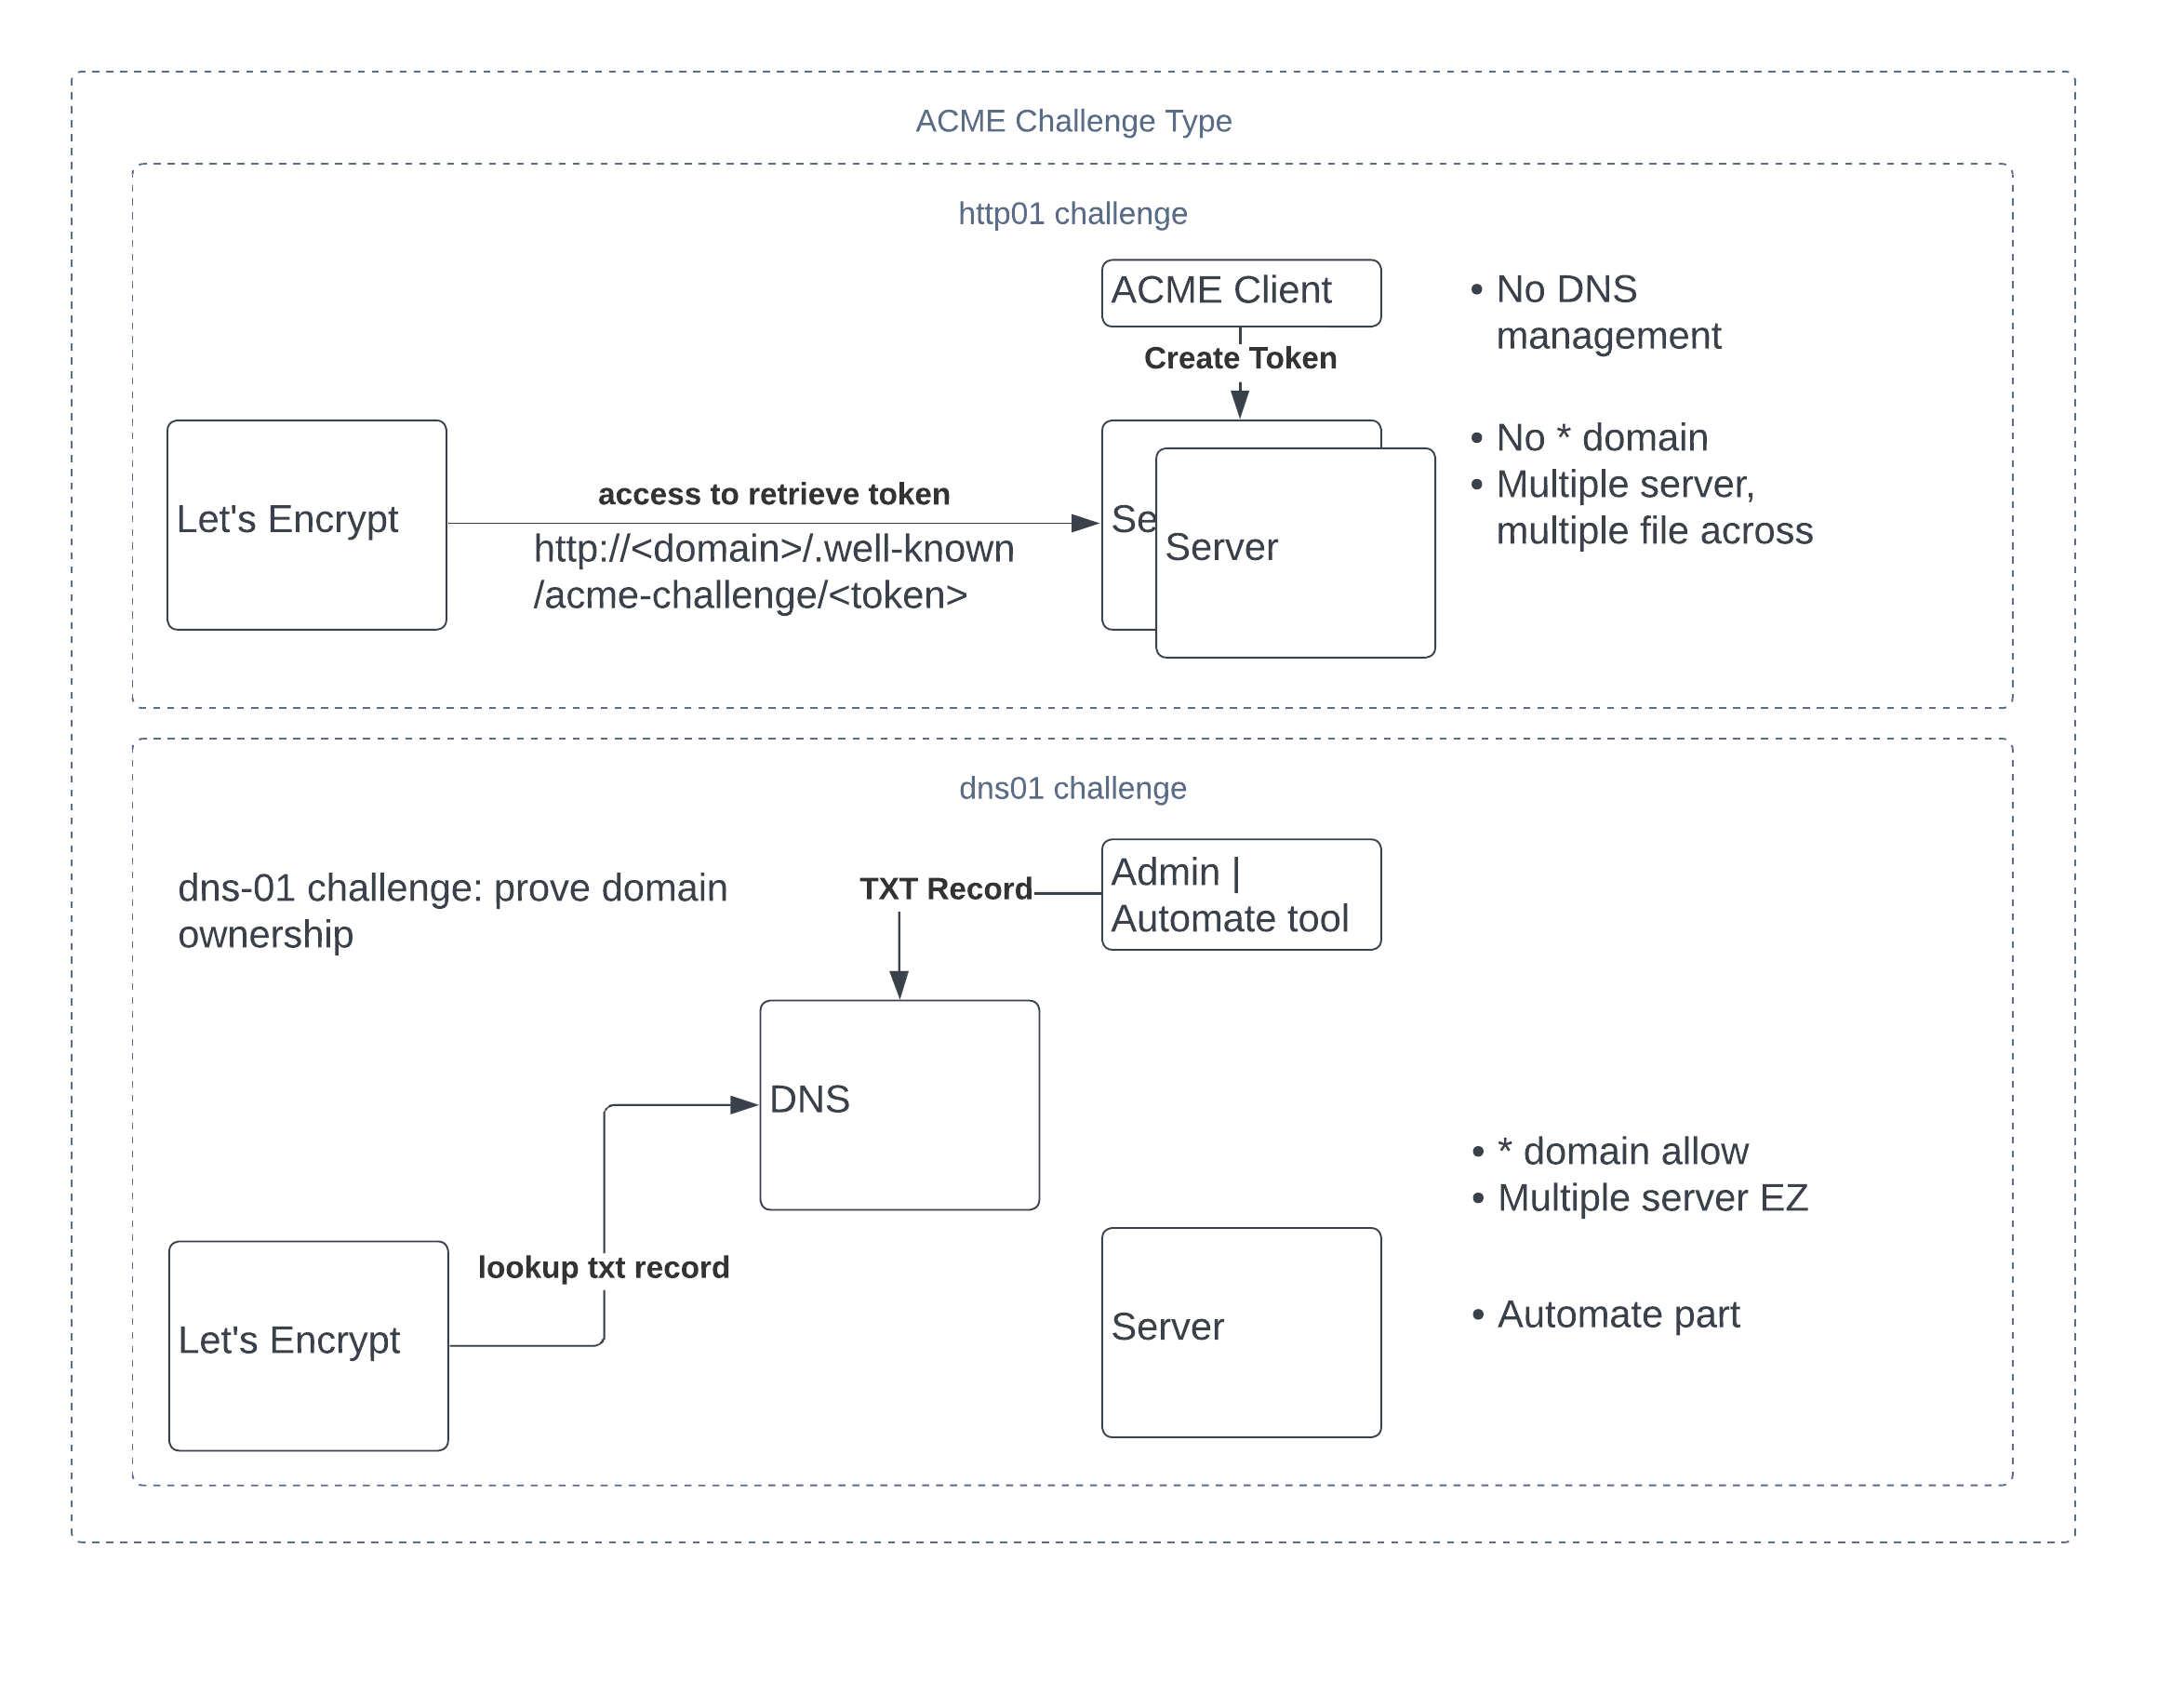 ACME Challenge Type
http01 challenge
ACME Client
Create Token
• No DNS
management
• No * domain
• Multiple server,
multiple file across
Let's Encrypt
access to retrieve token
http://<domain>/.well-known
/acme-challenge/<token>
Se
Server
dns01 challenge
dns-01 challenge: prove domain
ownership
TXT Record
Admin |
Automate tool
DNS
• * domain allow
• Multiple server EZ
• Automate part
lookup txt record
Let's Encrypt
Server